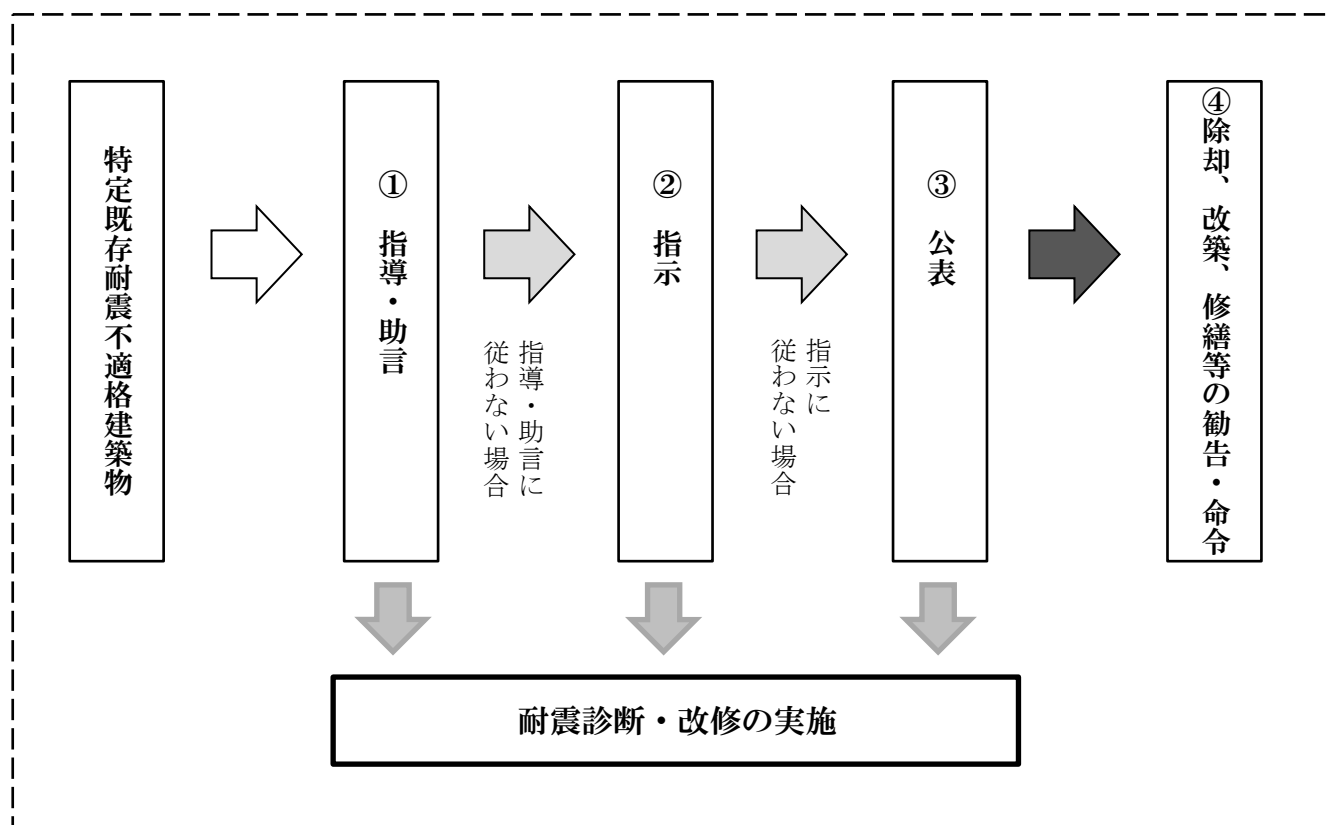 特定既存耐震不適格建築物
① 指導・助言
指導・助言に
従わない場合
② 指示
指示に
従わない場合
③ 公表
④除却、改築、修繕等の勧告・命令
耐震診断・改修の実施